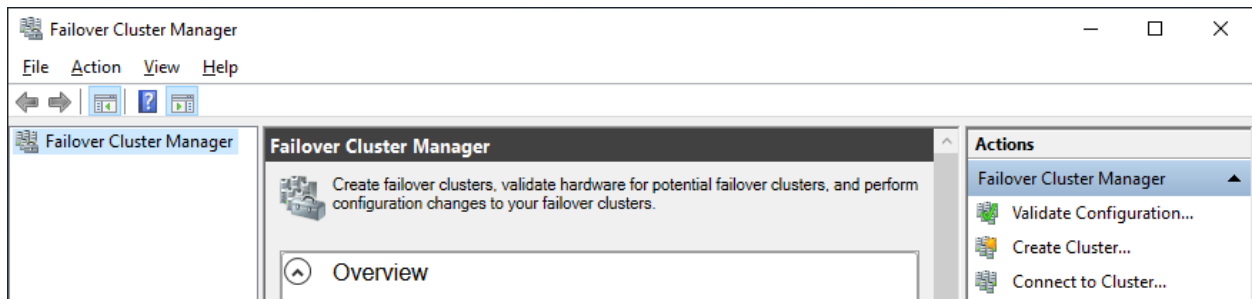 Failover Cluster Manager
File Action View Help
Failover Cluster Manager
Failover Cluster Manager
Create failover clusters, validate hardware for potential failover clusters, and perform
configuration changes to your failover clusters.
Overview
Actions
Failover Cluster Manager
Validate Configuration...
Create Cluster...
Connect to Cluster...